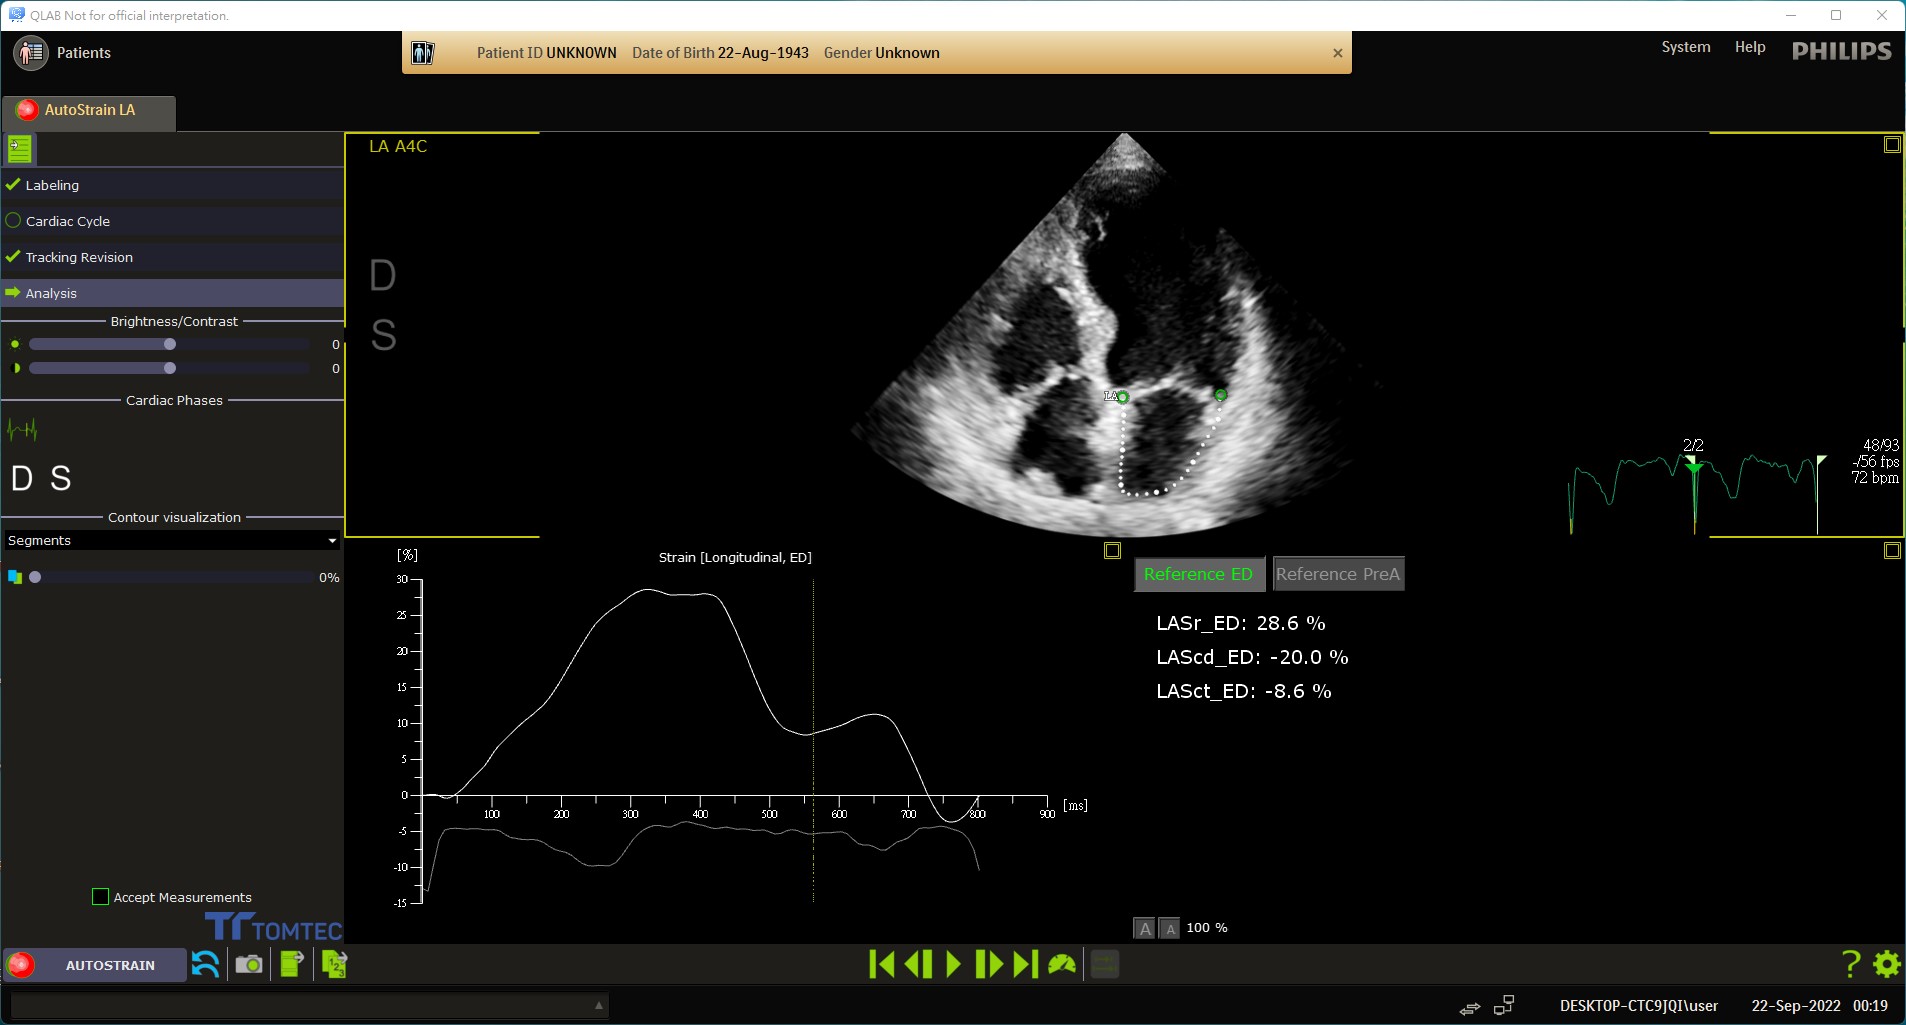 QLAB Not for official interpretation.
Patients
Patient ID UNKNOWN Date of Birth 22-Aug-1943 Gender Unknown
System Help PHILIPS
AutoStrain LA
Labeling
Cardiac Cycle
Tracking Revision
Analysis
Brightness/Contrast
0
0
Cardiac Phases
D S
Contour visualization
Segments
0%
Accept Measurements
TOMTEC
LA A4C
D
S
LA
2/2
48/93
-/56 fps
72 bpm
[%]
Strain [Longitudinal, ED]
30
25
20
15
10
5
0
-5
-10
-15
100 200 300 400 500 600 700 800 900 [ms]
Reference ED Reference PreA
LASr_ED: 28.6 %
LAScd_ED: -20.0 %
LASct_ED: -8.6 %
A A 100 %
AUTOSTRAIN
1 2 3
?
DESKTOP-CTC9JQI\user 22-Sep-2022 00:19